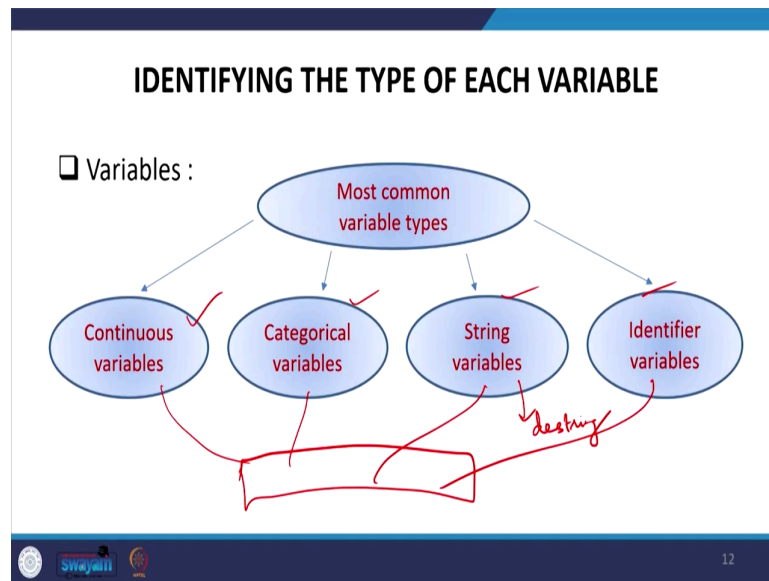 IDENTIFYING THE TYPE OF EACH VARIABLE
❑ Variables :
Most common
variable types
Continuous
variables
Categorical
variables
String
variables
Identifier
variables
destring
swayam
12